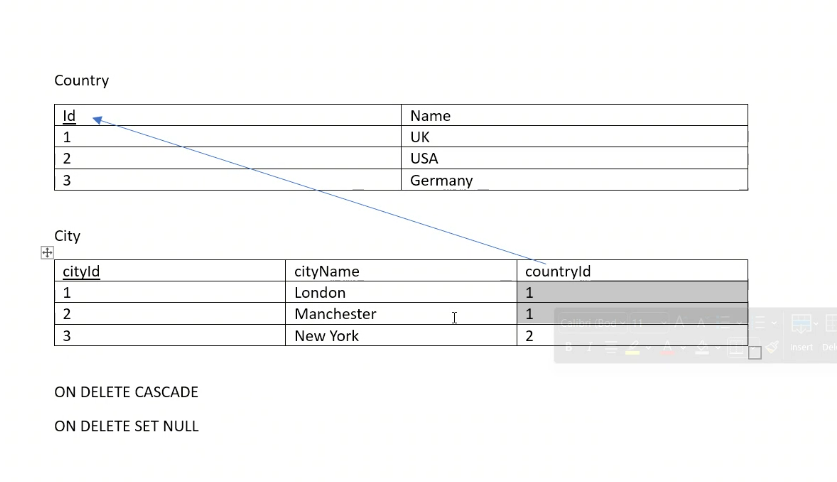 Country
Id Name
1 UK
2 USA
3 Germany
City
cityId cityName countryId
1 London 1
2 Manchester 1
3 New York 2
Insert
ON DELETE CASCADE
ON DELETE SET NULL